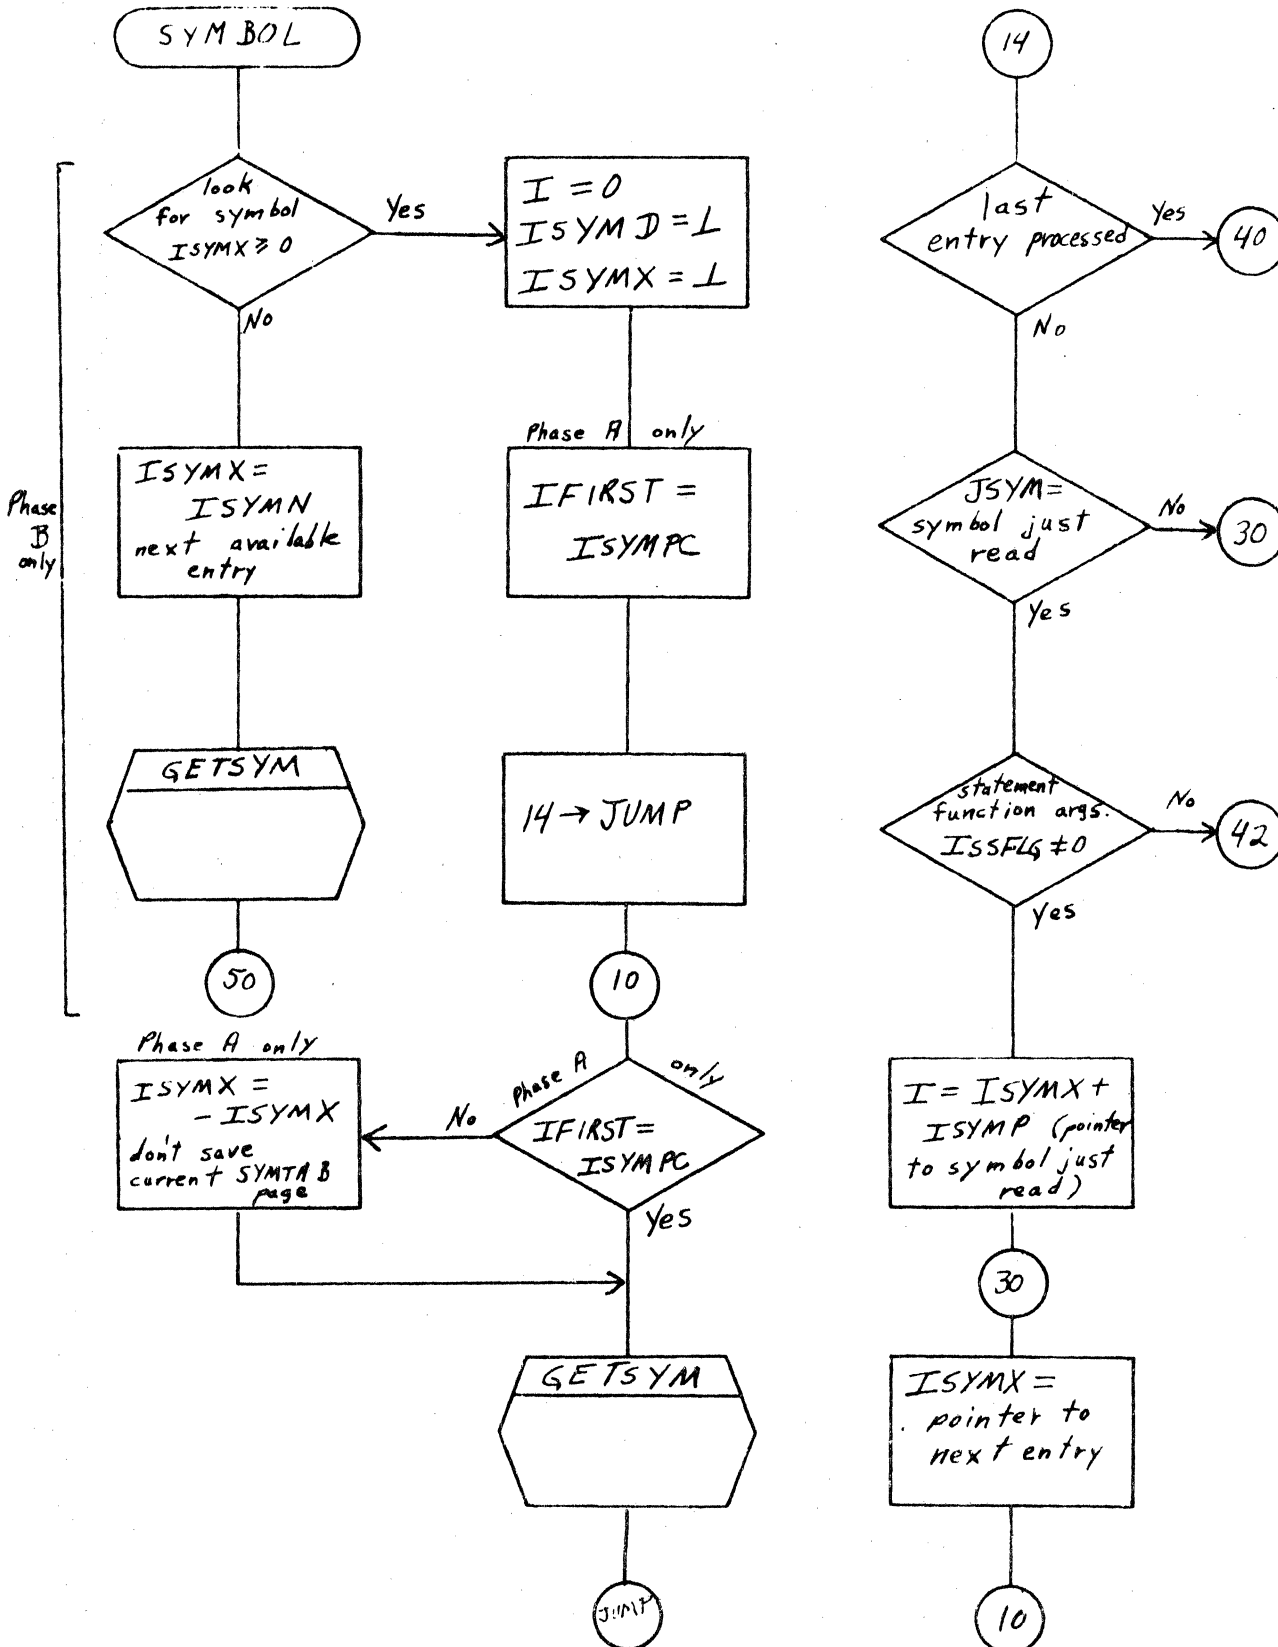 SYMBOL
look
for symbol
ISYMX ≥ 0
Yes
No
Phase
B
only
ISYMX =
ISYMN
next available
entry
GETSYM
50
I = 0
ISYMD = 1
ISYMX = 1
Phase A only
IFIRST =
ISYMPC
14 → JUMP
10
Phase A only
IFIRST =
ISYMPC
No
Yes
Phase A only
ISYMX =
- ISYMX
don't save
current SYMTAB
page
GETSYM
JUMP
14
last
entry processed
Yes
40
No
JSYM =
symbol just
read
No
30
Yes
statement
function args.
ISSFLG ≠ 0
No
42
Yes
I = ISYMX +
ISYMP (pointer
to symbol just
read)
30
ISYMX =
pointer to
next entry
10